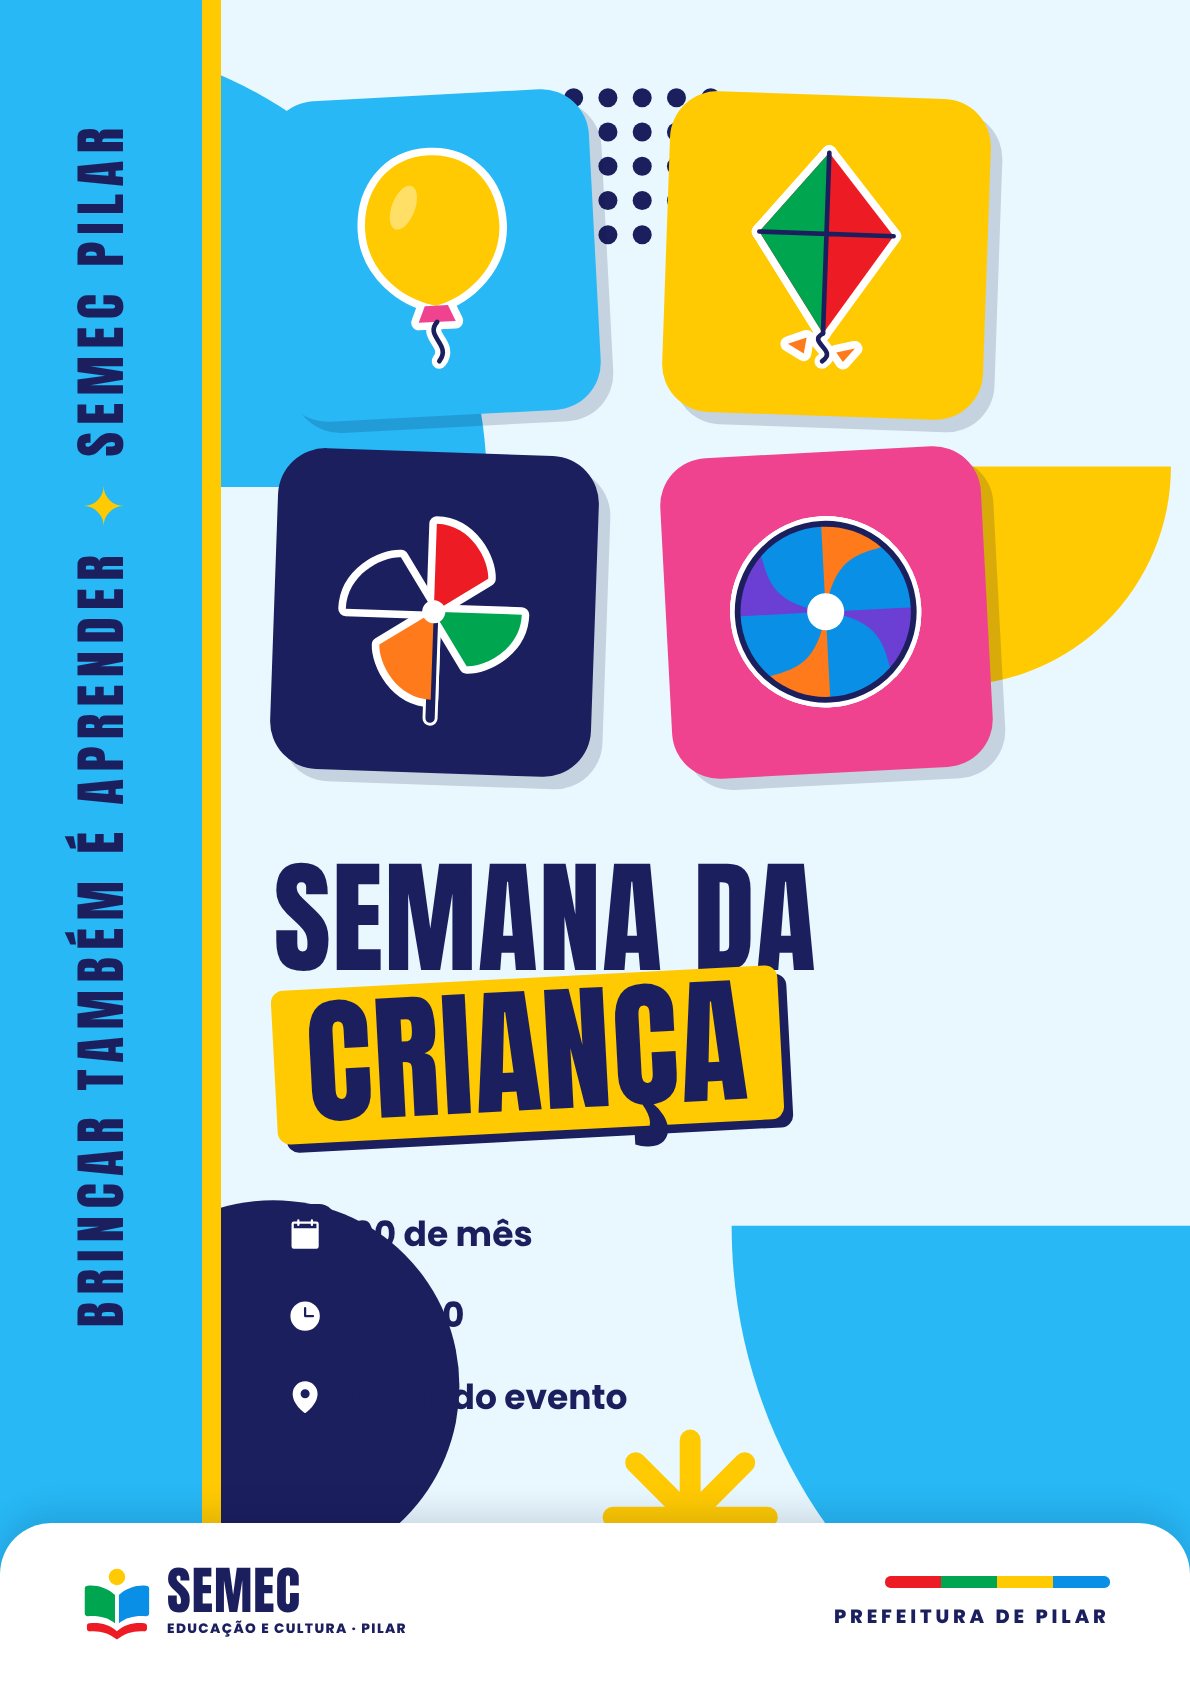 BRINCAR TAMBÉM É APRENDER ✦ SEMEC PILAR
SEMANA DA
CRIANÇA
de mês
do evento
SEMEC
EDUCAÇÃO E CULTURA · PILAR
PREFEITURA DE PILAR